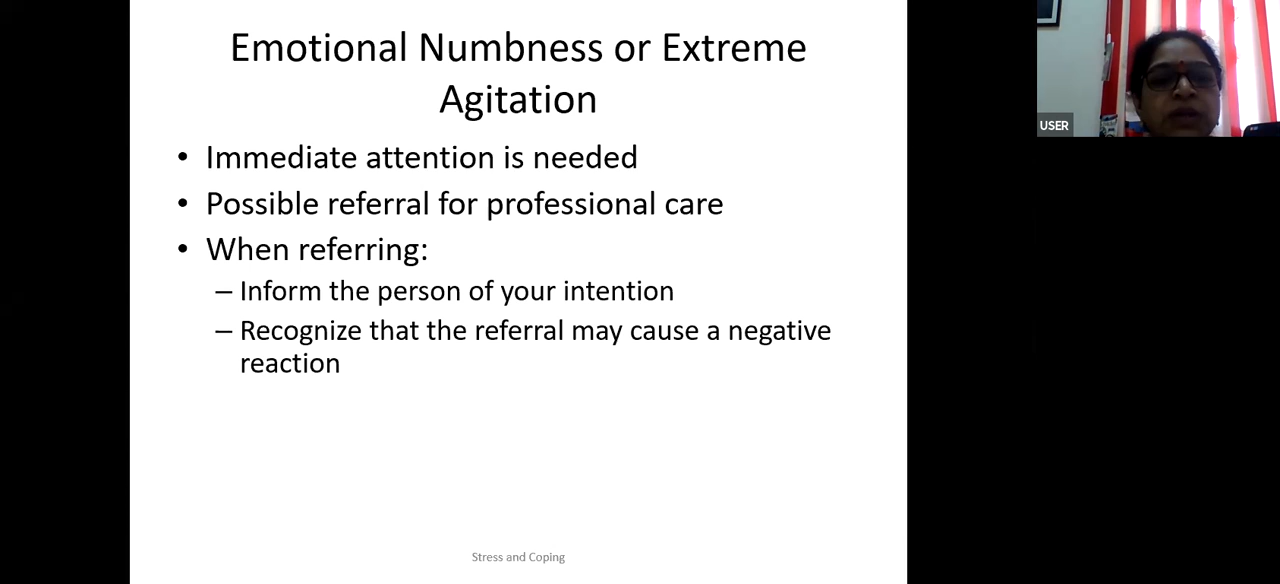 Emotional Numbness or Extreme
Agitation
• Immediate attention is needed
• Possible referral for professional care
• When referring:
– Inform the person of your intention
– Recognize that the referral may cause a negative
reaction
Stress and Coping
USER